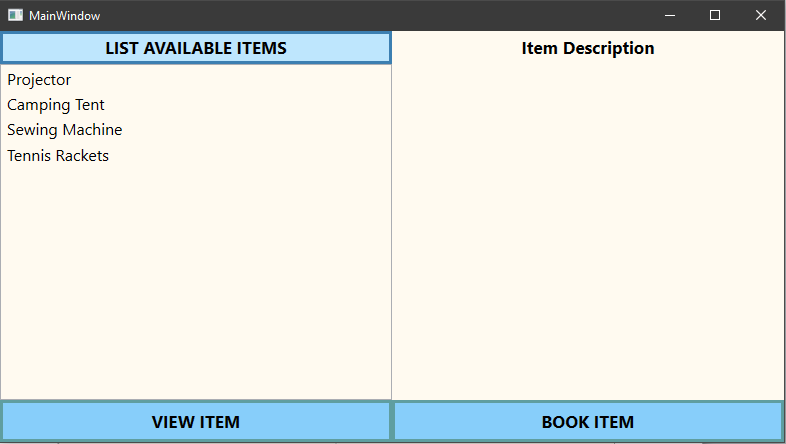 MainWindow
LIST AVAILABLE ITEMS
Item Description
Projector
Camping Tent
Sewing Machine
Tennis Rackets
VIEW ITEM
BOOK ITEM